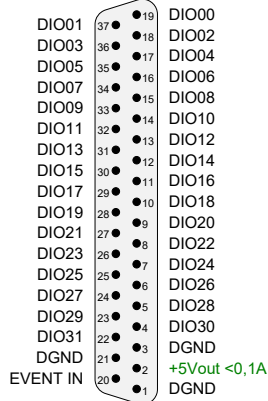 19 DIO00
DIO01 37
18 DIO02
DIO03 36
17 DIO04
DIO05 35
16 DIO06
DIO07 34
15 DIO08
DIO09 33
14 DIO10
DIO11 32
13 DIO12
DIO13 31
12 DIO14
DIO15 30
11 DIO16
DIO17 29
10 DIO18
DIO19 28
9 DIO20
DIO21 27
8 DIO22
DIO23 26
7 DIO24
DIO25 25
6 DIO26
DIO27 24
5 DIO28
DIO29 23
4 DIO30
DIO31 22
3 DGND
DGND 21
2 +5Vout <0,1A
EVENT IN 20
1 DGND